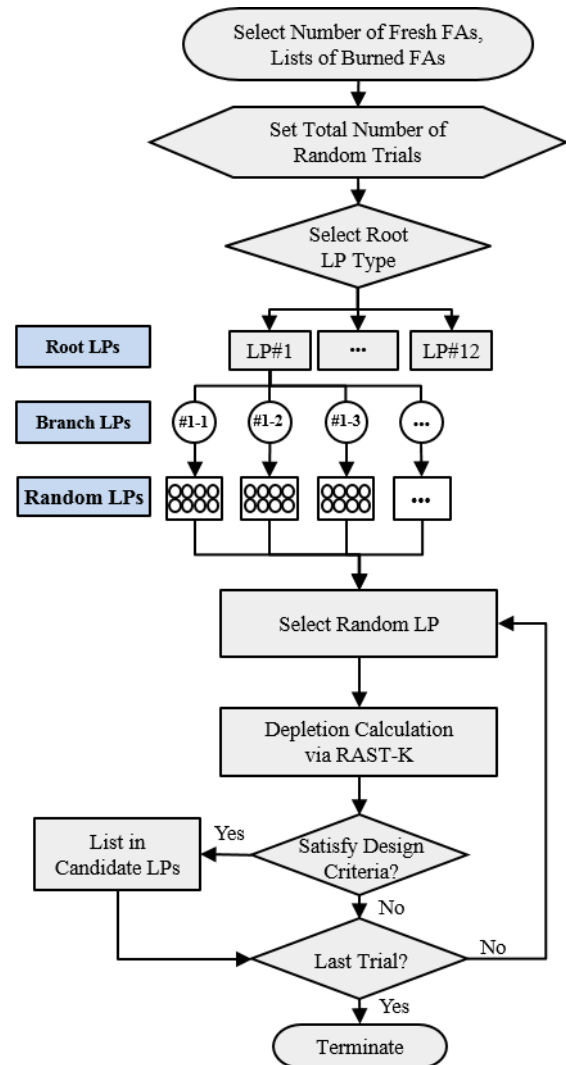 Select Number of Fresh FAs,
Lists of Burned FAs
Set Total Number of
Random Trials
Select Root
LP Type
Root LPs
LP#1
...
LP#12
Branch LPs
#1-1
#1-2
#1-3
...
Random LPs
...
Select Random LP
Depletion Calculation
via RAST-K
List in
Candidate LPs
Yes
Satisfy Design
Criteria?
No
Last Trial?
No
Yes
Terminate